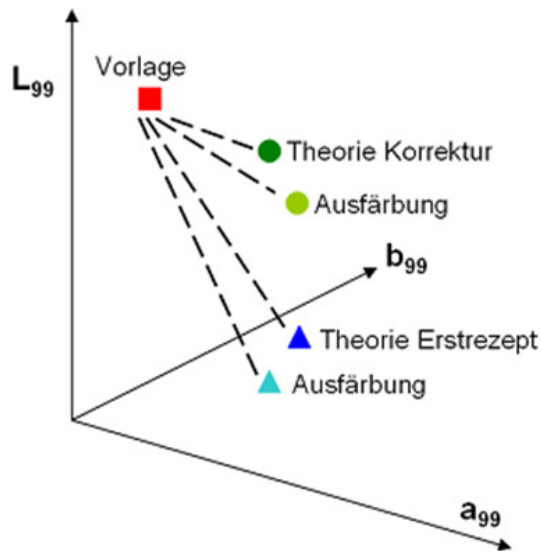 Vorlage
L99
Theorie Korrektur
Ausfärbung
b99
Theorie Erstrezept
Ausfärbung
a99